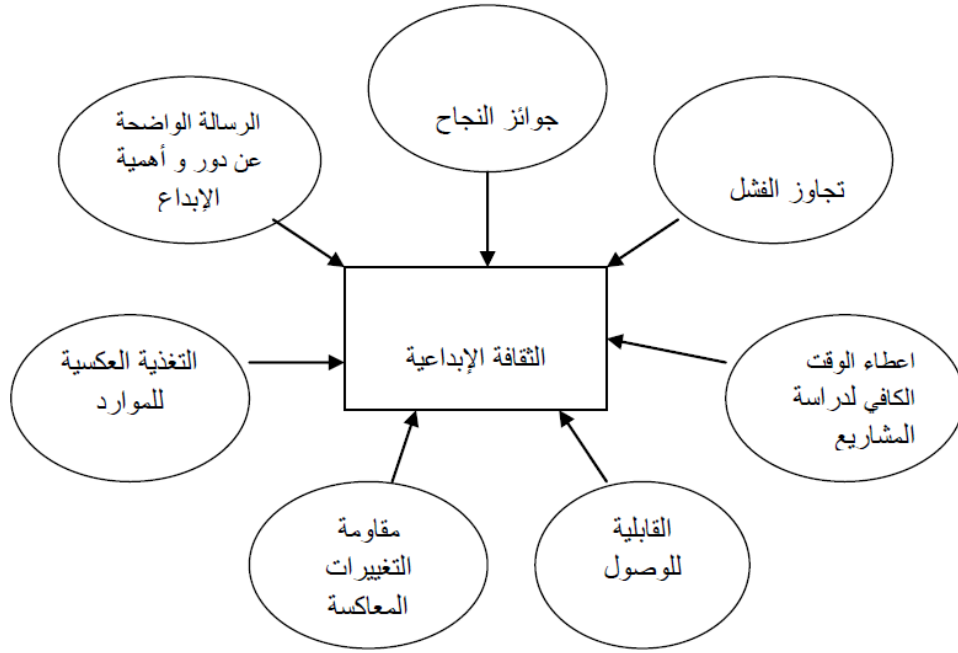 جوائز النجاح
الرسالة الواضحة
عن دور و أهمية
الإبداع
تجاوز الفشل
الثقافة الإبداعية
التغذية العكسية
للموارد
اعطاء الوقت
الكافي لدراسة
المشاريع
مقاومة
التغييرات
المعاكسة
القابلية
للوصول